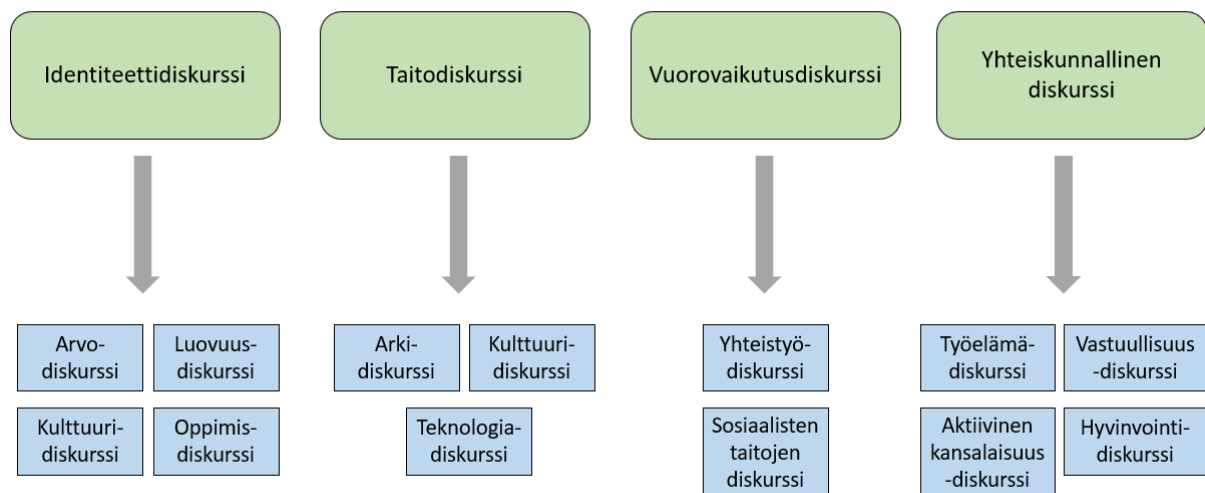 Identiteettidiskurssi
Taitodiskurssi
Vuorovaikutusdiskurssi
Yhteiskunnallinen
diskurssi
Arvo-
diskurssi
Luovuus-
diskurssi
Kulttuuri-
diskurssi
Oppimis-
diskurssi
Arki-
diskurssi
Kulttuuri-
diskurssi
Teknologia-
diskurssi
Yhteistyö-
diskurssi
Sosiaalisten
taitojen
diskurssi
Työelämä-
diskurssi
Vastuullisuus
-diskurssi
Aktiivinen
kansalaisuus
-diskurssi
Hyvinvointi-
diskurssi